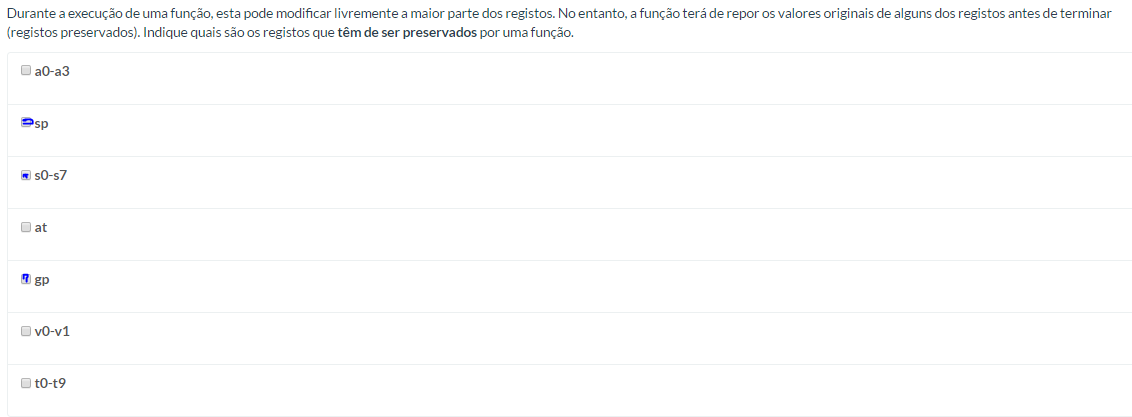 Durante a execução de uma função, esta pode modificar livremente a maior parte dos registos. No entanto, a função terá de repor os valores originais de alguns dos registos antes de terminar
(registos preservados). Indique quais são os registos que têm de ser preservados por uma função.
a0-a3
sp
s0-s7
at
gp
v0-v1
t0-t9